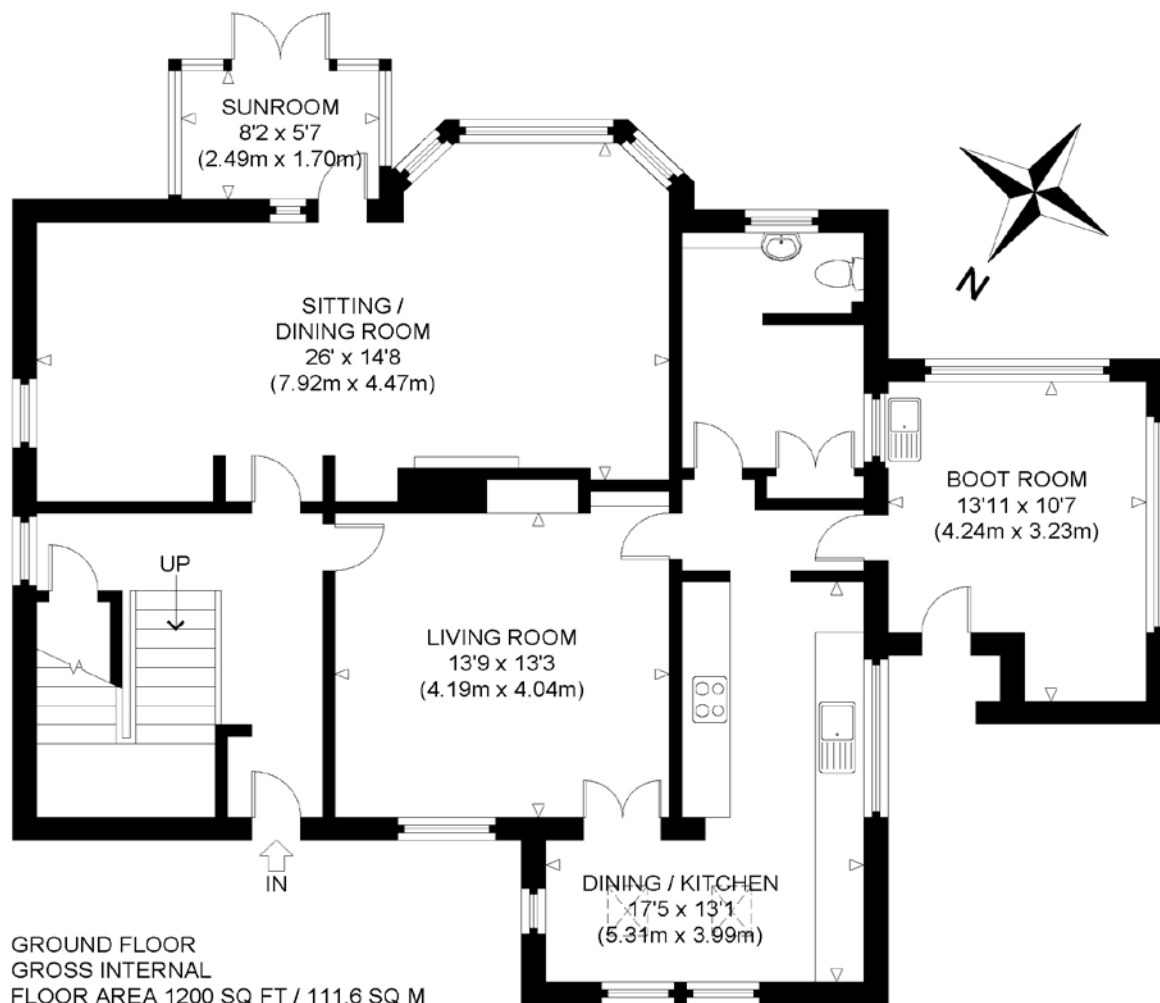 SUNROOM
8'2 x 5'7
(2.49m x 1.70m)
N
SITTING /
DINING ROOM
26' x 14'8
(7.92m x 4.47m)
BOOT ROOM
13'11 x 10'7
(4.24m x 3.23m)
UP
LIVING ROOM
13'9 x 13'3
(4.19m x 4.04m)
IN
DINING / KITCHEN
17'5 x 13'1
(5.31m x 3.99m)
GROUND FLOOR
GROSS INTERNAL
FLOOR AREA 1200 SQ FT / 111.6 SQ M